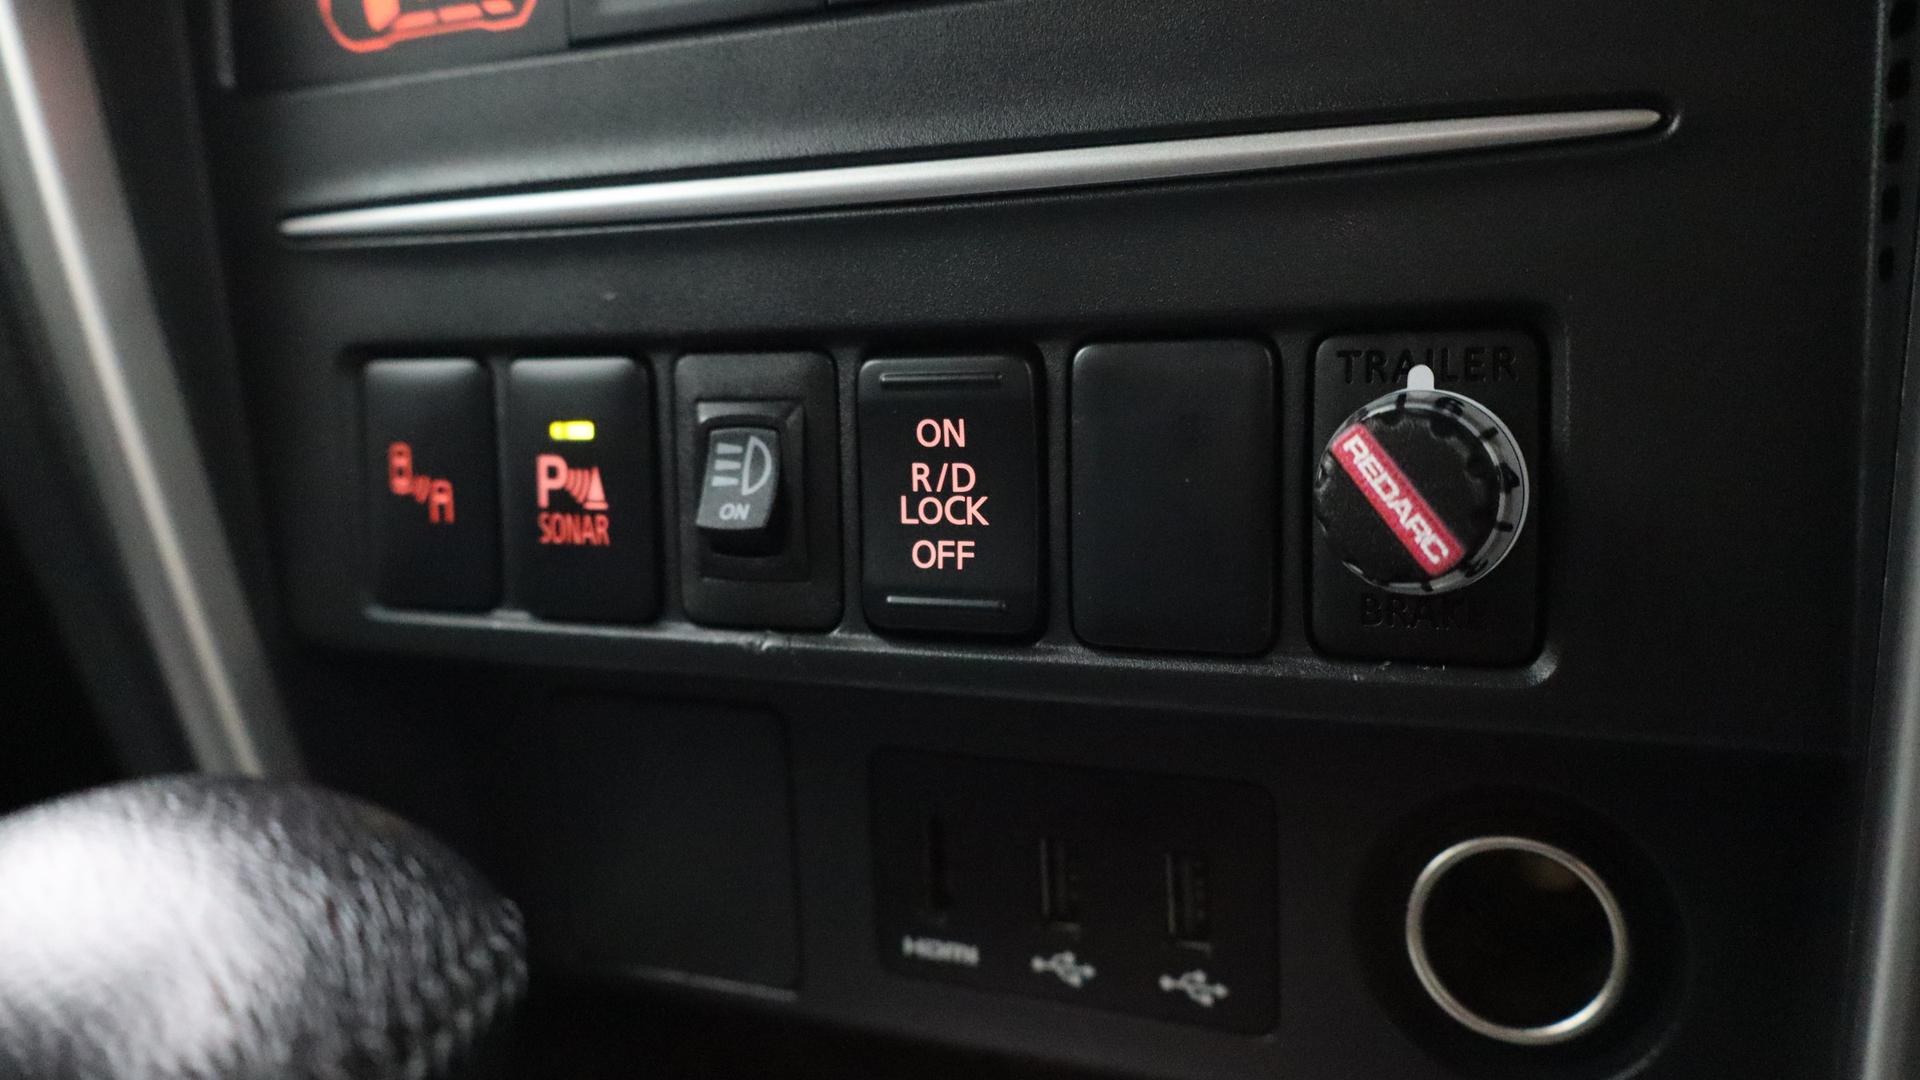 TRAILER
P
SONAR
ON
ON
R/D
LOCK
OFF
REDARC
BRAKE
HDMI